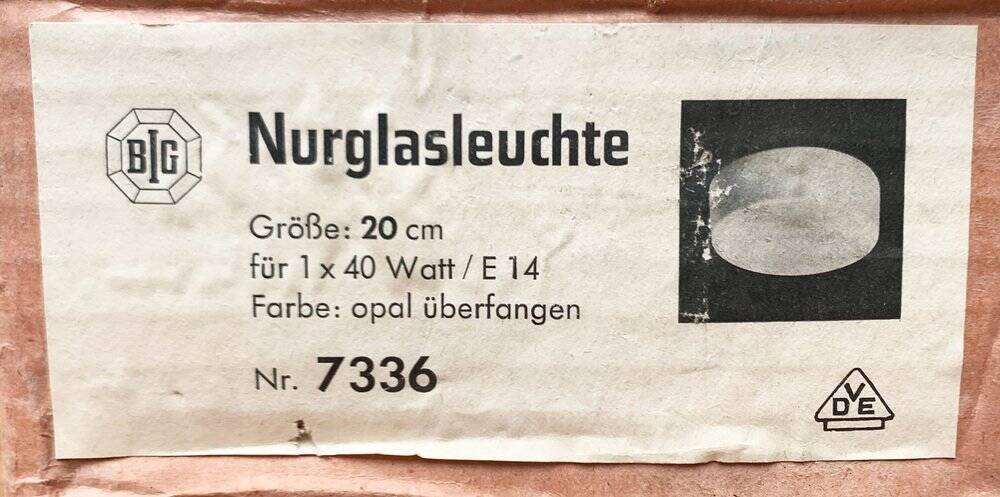 BIG
Nurglasleuchte
Größe: 20 cm
für 1 x 40 Watt / E 14
Farbe: opal überfangen
Nr. 7336
VDE